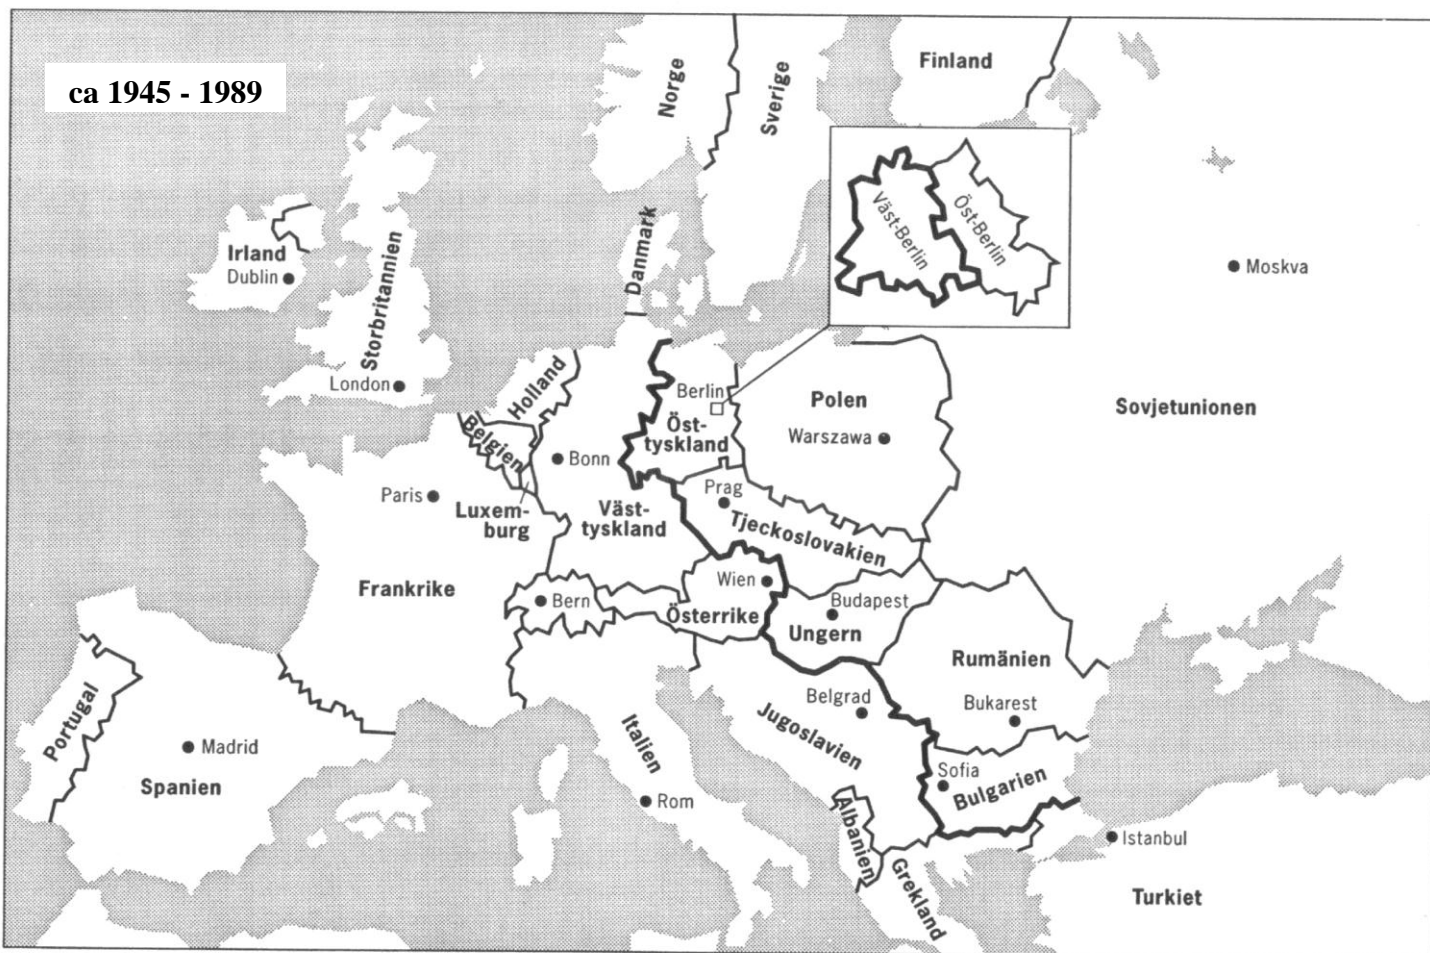 ca 1945 - 1989
Norge
Sverige
Finland
Väst-Berlin
Öst-Berlin
Irland
Dublin
Storbritannien
London
Danmark
Moskva
Holland
Belgien
Luxem-
burg
Bonn
Berlin
Öst-
tyskland
Polen
Warszawa
Sovjetunionen
Paris
Väst-
tyskland
Prag
Tjeckoslovakien
Frankrike
Bern
Wien
Österrike
Budapest
Ungern
Rumänien
Bukarest
Portugal
Madrid
Spanien
Italien
Rom
Belgrad
Jugoslavien
Sofia
Bulgarien
Albanien
Grekland
Istanbul
Turkiet